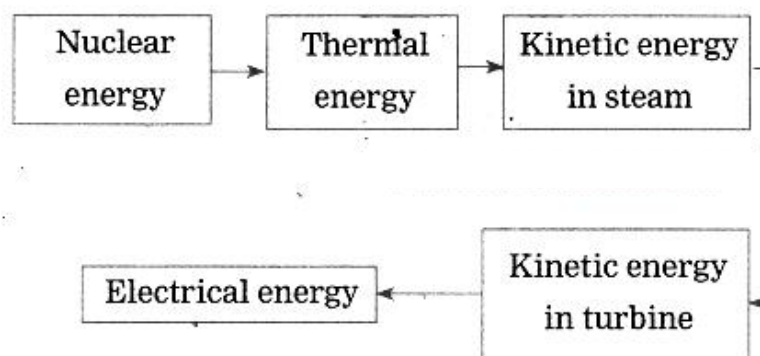 Nuclear
energy
Thermal
energy
Kinetic energy
in steam
Kinetic energy
in turbine
Electrical energy